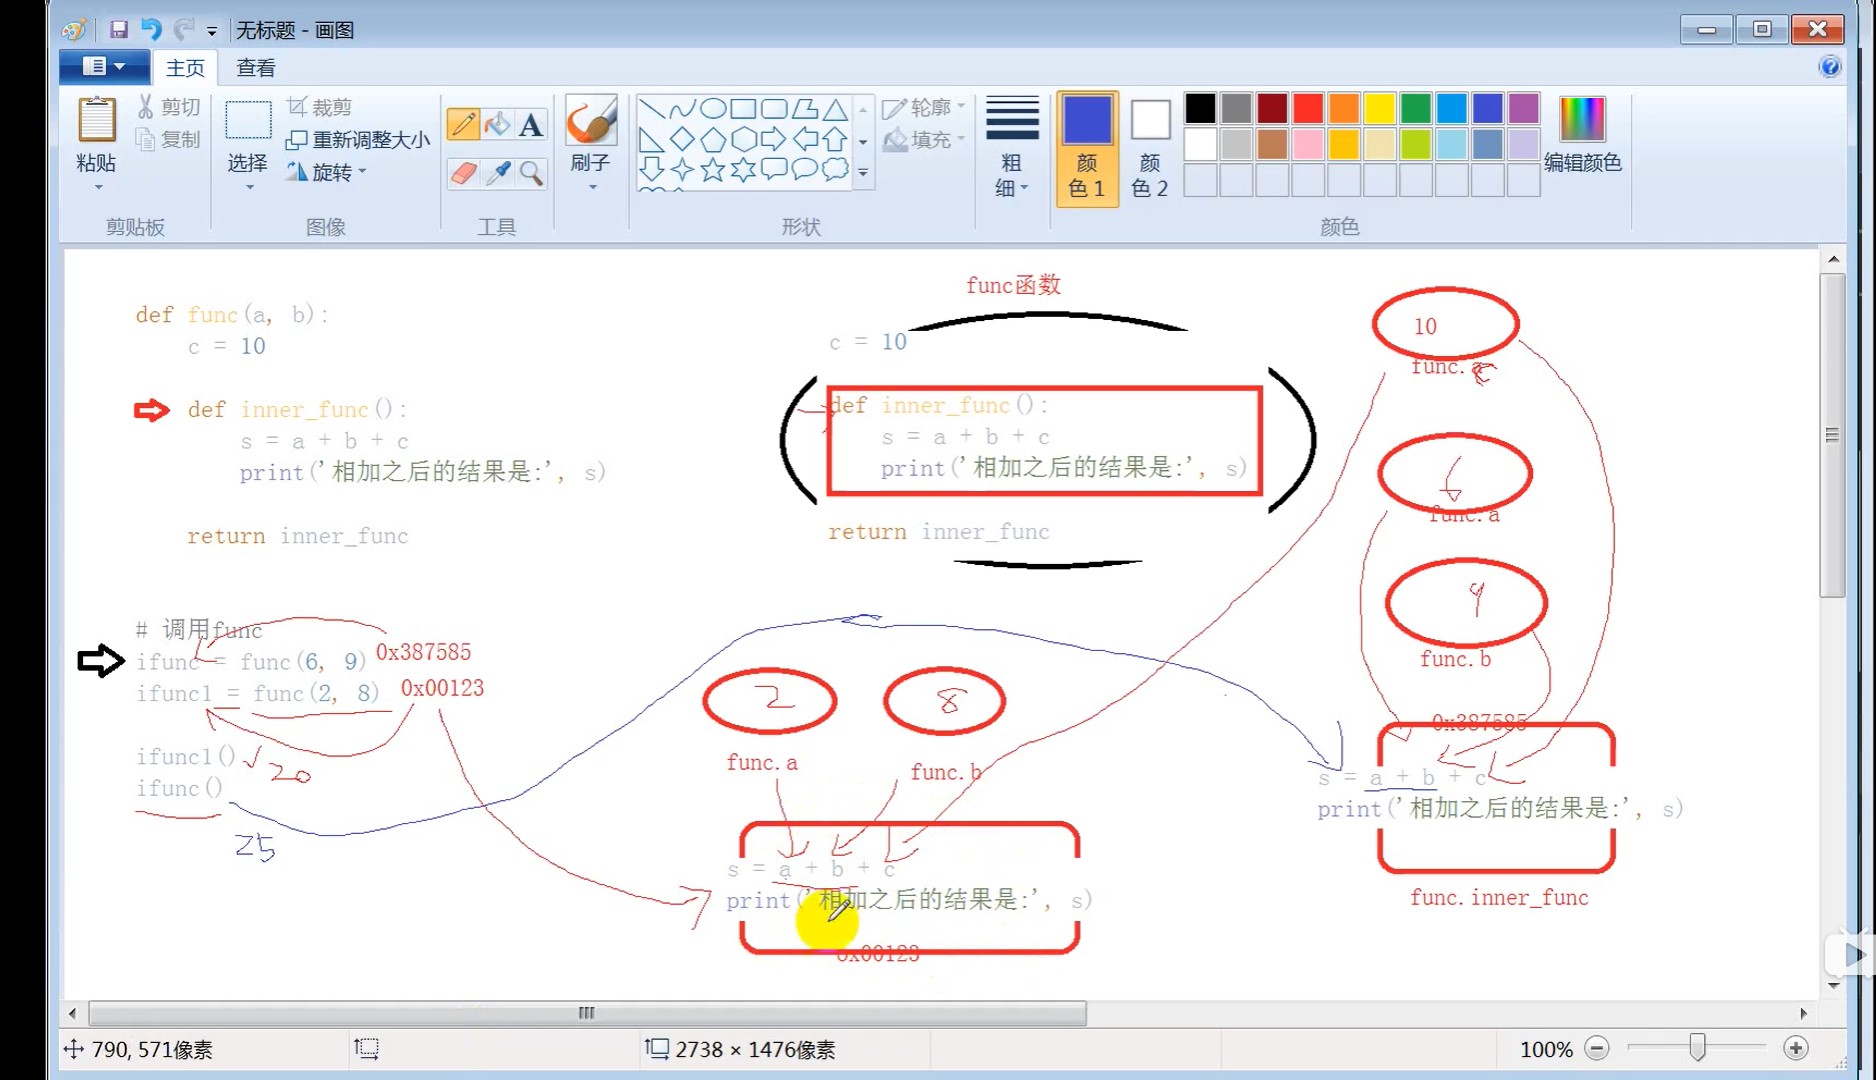 无标题 - 画图
主页
查看
粘贴
剪切
复制
剪贴板
选择
裁剪
重新调整大小
旋转
图像
A
工具
刷子
轮廓
填充
形状
粗
细
颜
色 1
颜
色 2
编辑颜色
颜色
def func(a, b):
c = 10
def inner_func():
s = a + b + c
print('相加之后的结果是:', s)
return inner_func
# 调用func
ifunc = func(6, 9)
0x387585
ifunc1 = func(2, 8)
0x00123
ifunc1()
20
ifunc()
25
func函数
c = 10
def inner_func():
s = a + b + c
print('相加之后的结果是:', s)
return inner_func
2
8
func.a
func.b
s = a + b + c
print('相加之后的结果是:', s)
0x00123
10
func.
func.a
func.b
0x387585
s = a + b + c
print('相加之后的结果是:', s)
func.inner_func
790, 571像素
2738 × 1476像素
100%